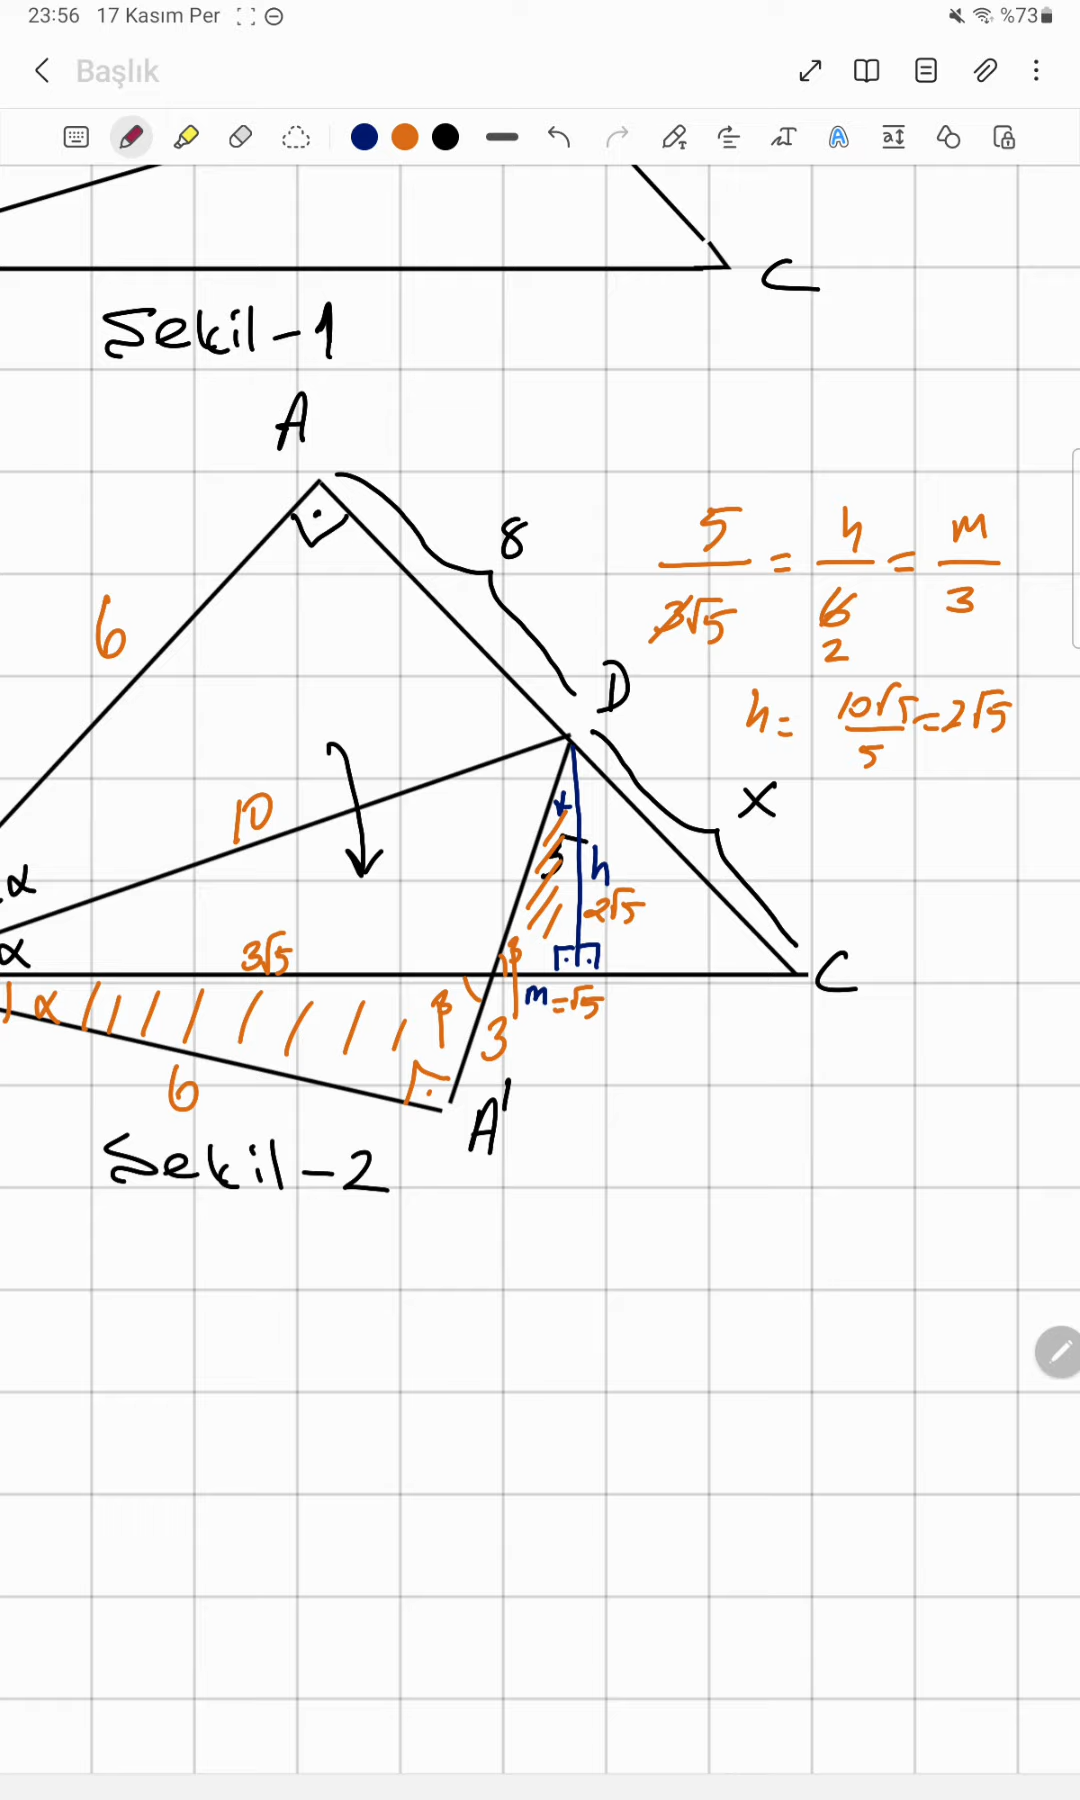 23:56 17 Kasım Per %73
Başlık
C
Şekil-1
A
8
6
5/3√5 = h/6 = m/3
2
D
h = 10√5/5 = 2√5
10
x
α
5
h
2√5
α
3√5
β
C
α
β
3
m = √5
6
A'
Şekil-2